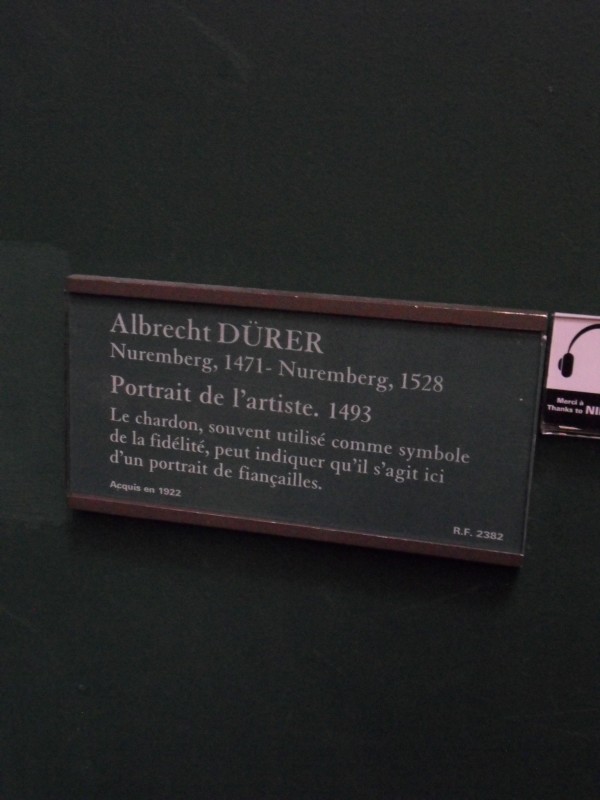 Albrecht DÜRER
Nuremberg, 1471- Nuremberg, 1528
Portrait de l'artiste. 1493
Le chardon, souvent utilisé comme symbole
de la fidélité, peut indiquer qu'il s'agit ici
d'un portrait de fiançailles.
Acquis en 1922
R.F. 2382
Merci à
Thanks to